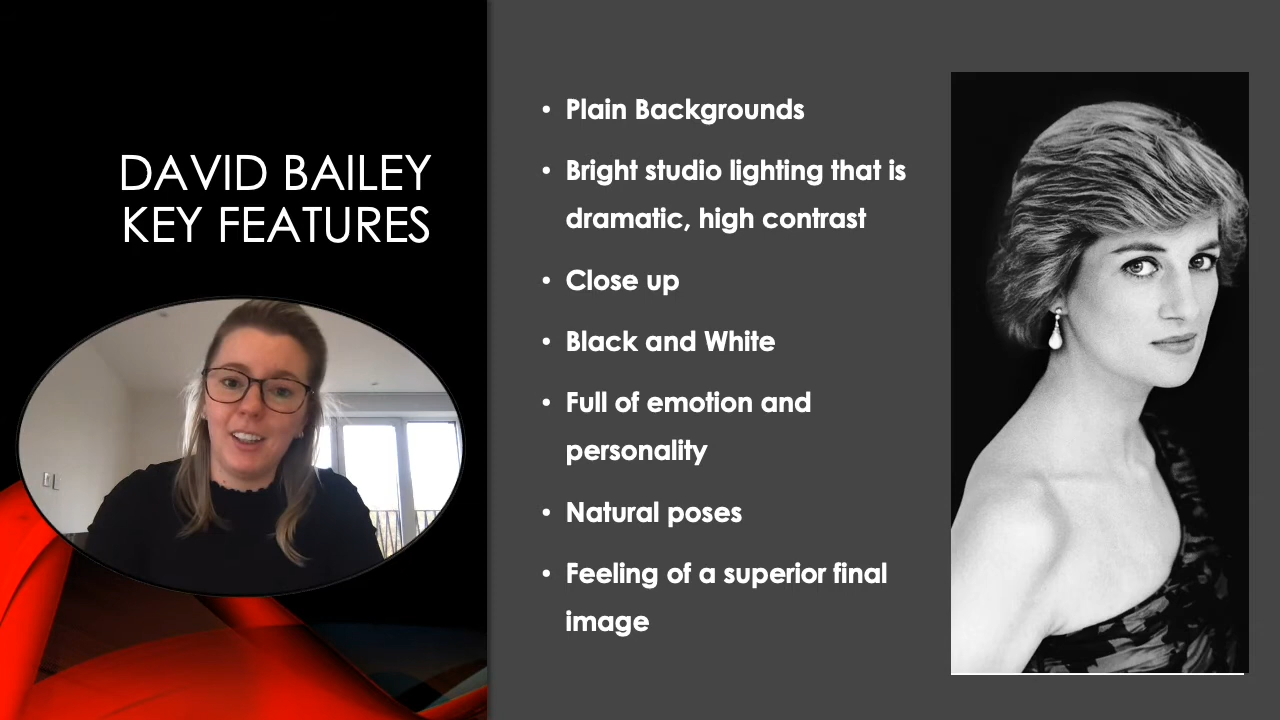 DAVID BAILEY
KEY FEATURES
• Plain Backgrounds
• Bright studio lighting that is
dramatic, high contrast
• Close up
• Black and White
• Full of emotion and
personality
• Natural poses
• Feeling of a superior final
image